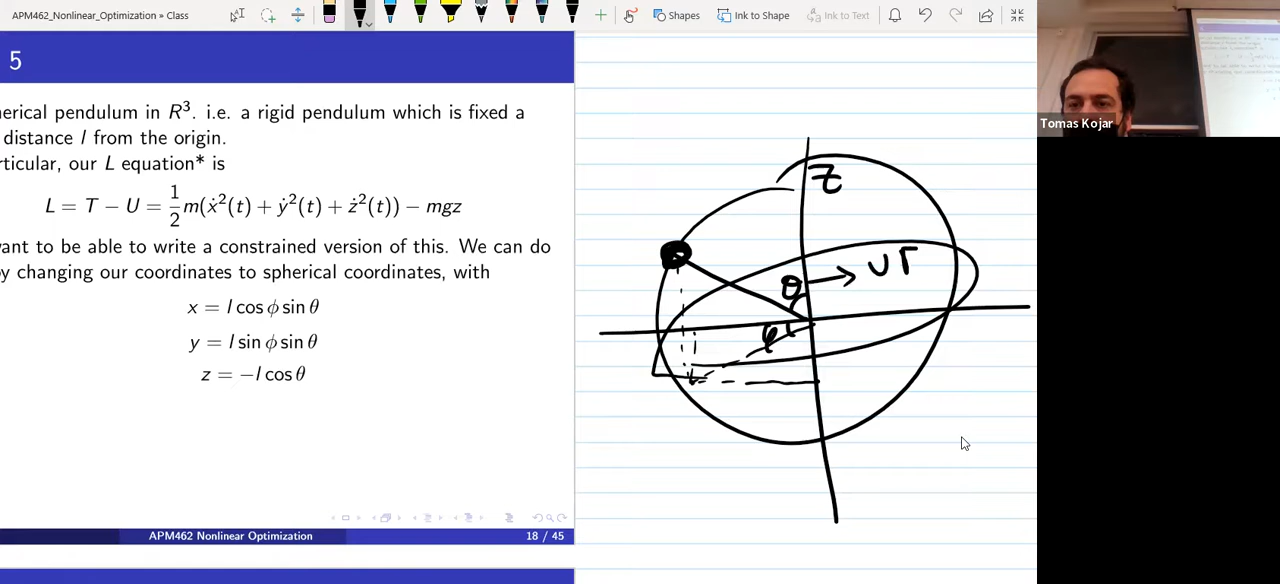 APM462_Nonlinear_Optimization » Class
Shapes
Ink to Shape
Ink to Text
5
herical pendulum in R³. i.e. a rigid pendulum which is fixed a
distance l from the origin.
rticular, our L equation* is
L = T − U = 1/2 m(ẋ²(t) + ẏ²(t) + ż²(t)) − mgz
vant to be able to write a constrained version of this. We can do
by changing our coordinates to spherical coordinates, with
x = l cos ϕ sin θ
y = l sin ϕ sin θ
z = −l cos θ
APM462 Nonlinear Optimization
18 / 45
z
θ
φ
Tomas Kojar